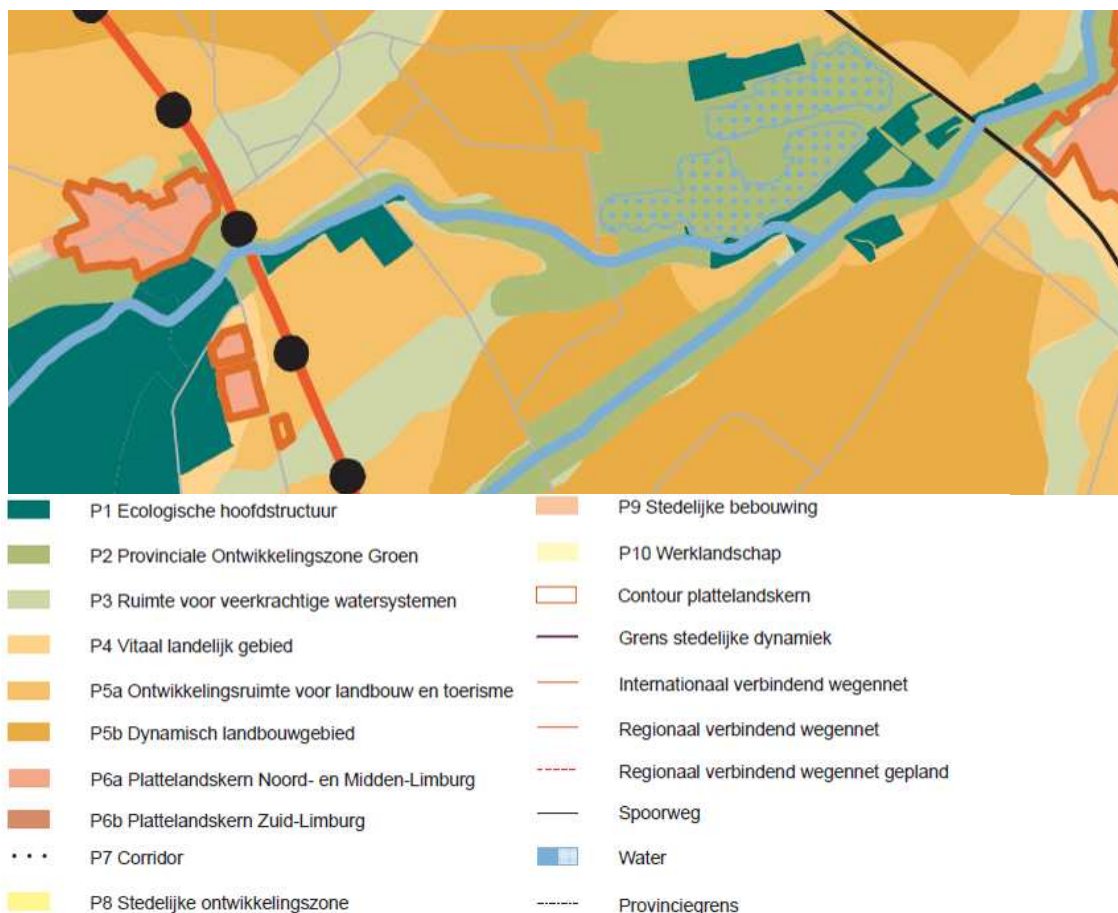 P1 Ecologische hoofdstructuur
P2 Provinciale Ontwikkelingszone Groen
P3 Ruimte voor veerkrachtige watersystemen
P4 Vitaal landelijk gebied
P5a Ontwikkelingsruimte voor landbouw en toerisme
P5b Dynamisch landbouwgebied
P6a Plattelandskern Noord- en Midden-Limburg
P6b Plattelandskern Zuid-Limburg
P7 Corridor
P8 Stedelijke ontwikkelingszone
P9 Stedelijke bebouwing
P10 Werklandschap
Contour plattelandskern
Grens stedelijke dynamiek
Internationaal verbindend wegennet
Regionaal verbindend wegennet
Regionaal verbindend wegennet gepland
Spoorweg
Water
Provinciegrens